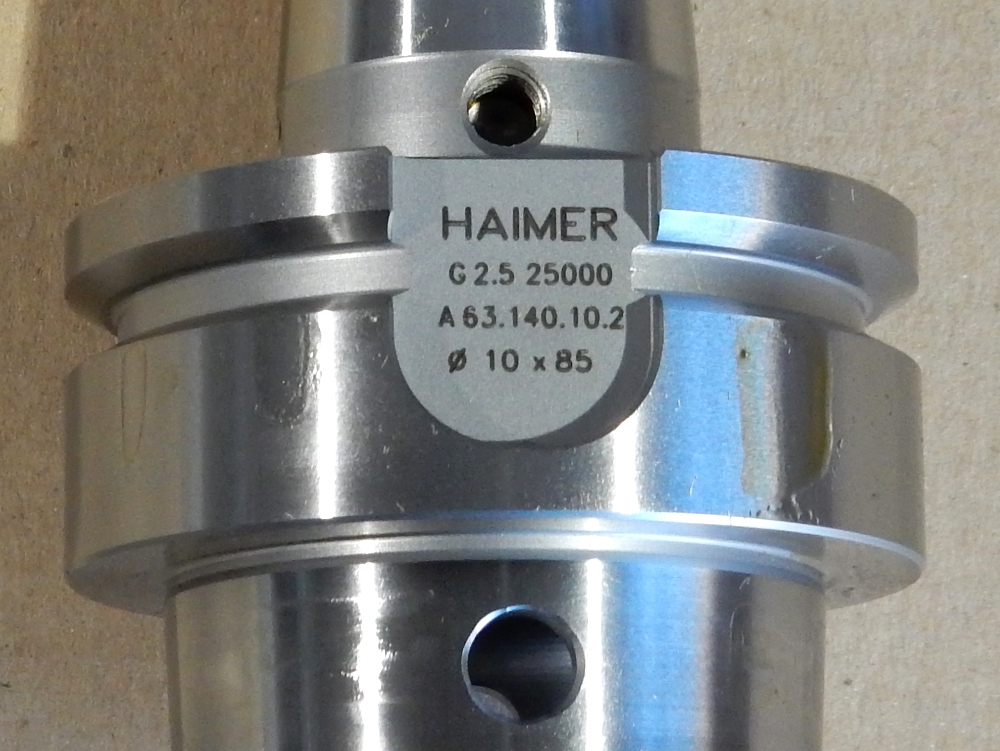 HAIMER
G 2.5 25000
A 63.140.10.2
Ø 10 x 85